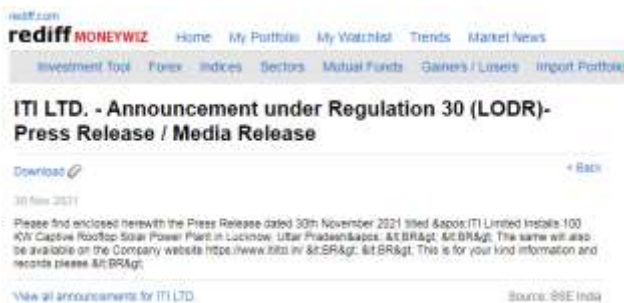 rediff.com
rediff MONEYWIZ Home My Portfolio My Watchlist Trends Market News
Investment Tool Forex Indices Sectors Mutual Funds Gainers / Losers Import Portfolio
ITI LTD. - Announcement under Regulation 30 (LODR)-
Press Release / Media Release
Download < Back
30 Nov 2021
Please find enclosed herewith the Press Release dated 30th November 2021 titled &apos;ITI Limited Installs 100
KW Captive Rooftop Solar Power Plant in Lucknow, Uttar Pradesh&apos; &lt;BR&gt; &lt;BR&gt; The same will also
be available on the Company website https://www.itiltd.in/ &lt;BR&gt; &lt;BR&gt; This is for your kind information and
records please &lt;BR&gt;
View all announcements for ITI LTD. Source: BSE India